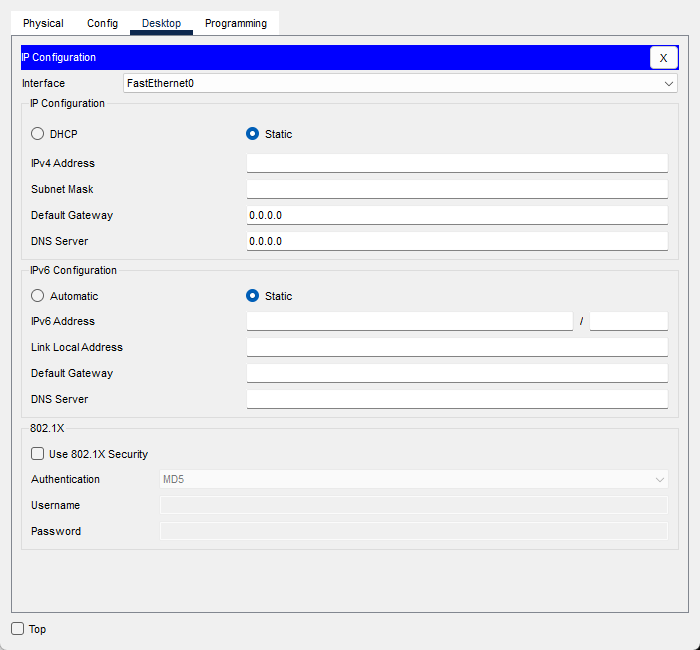 Physical Config Desktop Programming
IP Configuration X
Interface FastEthernet0
IP Configuration
DHCP Static
IPv4 Address
Subnet Mask
Default Gateway 0.0.0.0
DNS Server 0.0.0.0
IPv6 Configuration
Automatic Static
IPv6 Address /
Link Local Address
Default Gateway
DNS Server
802.1X
Use 802.1X Security
Authentication MD5
Username
Password
Top